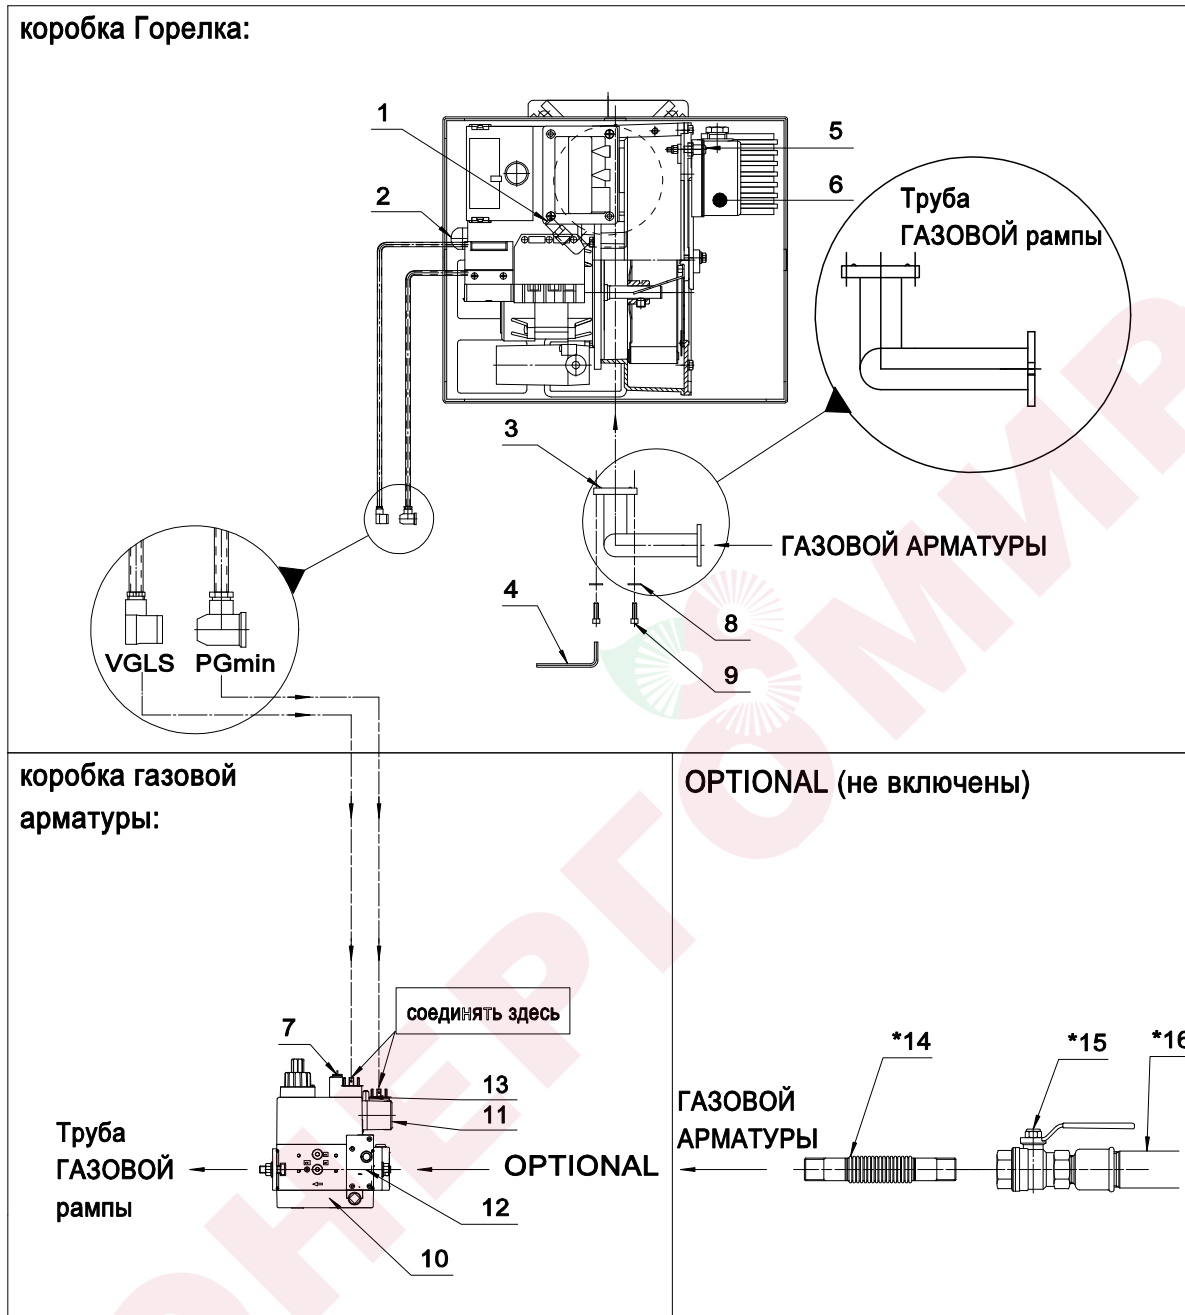 коробка Горелка:
1
2
5
6
Труба
ГАЗОВОЙ рампы
3
ГАЗОВОЙ АРМАТУРЫ
4
8
9
VGLS PGmin
коробка газовой
арматуры:
соединять здесь
7
13
11
Труба
ГАЗОВОЙ
рампы
OPTIONAL
12
10
OPTIONAL (не включены)
*14
*15
*16
ГАЗОВОЙ
АРМАТУРЫ
ЭНЕРГОМИР